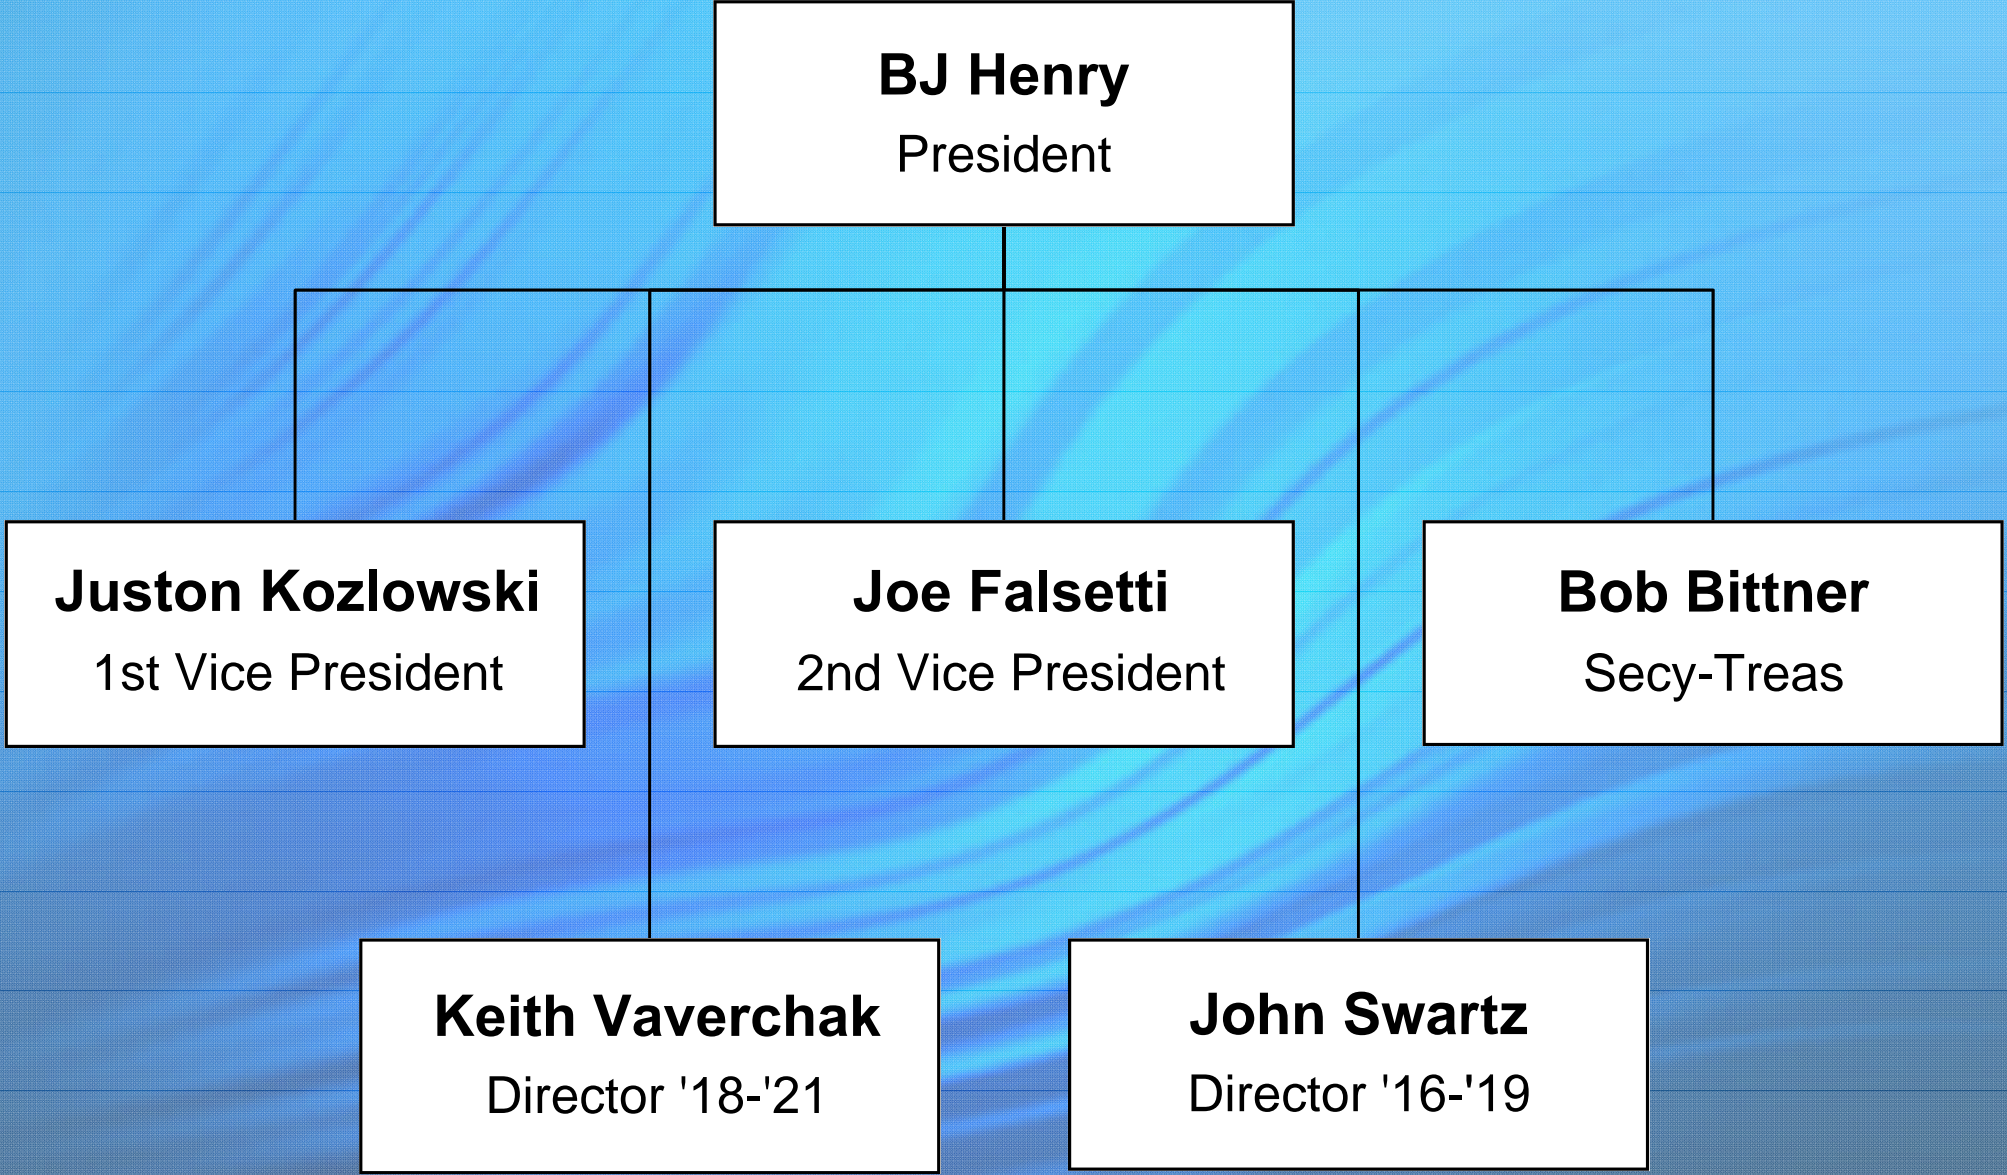 BJ Henry
President
Juston Kozlowski
1st Vice President
Joe Falsetti
2nd Vice President
Bob Bittner
Secy-Treas
Keith Vaverchak
Director '18-'21
John Swartz
Director '16-'19